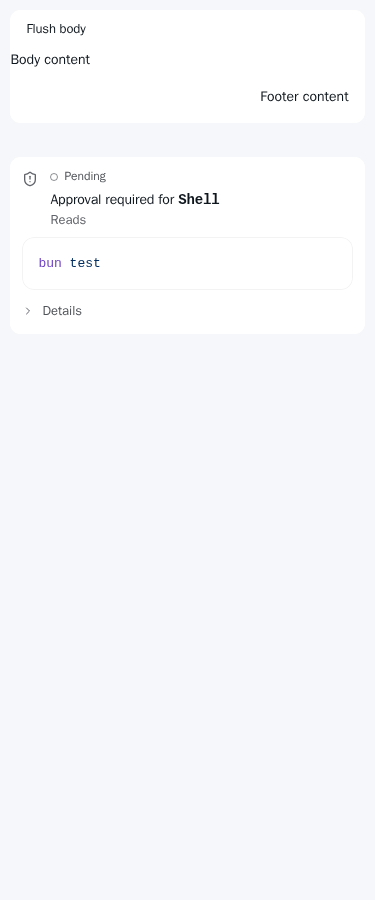 Flush body
Body content
Footer content
Pending
Approval required for Shell
Reads
bun test
Details